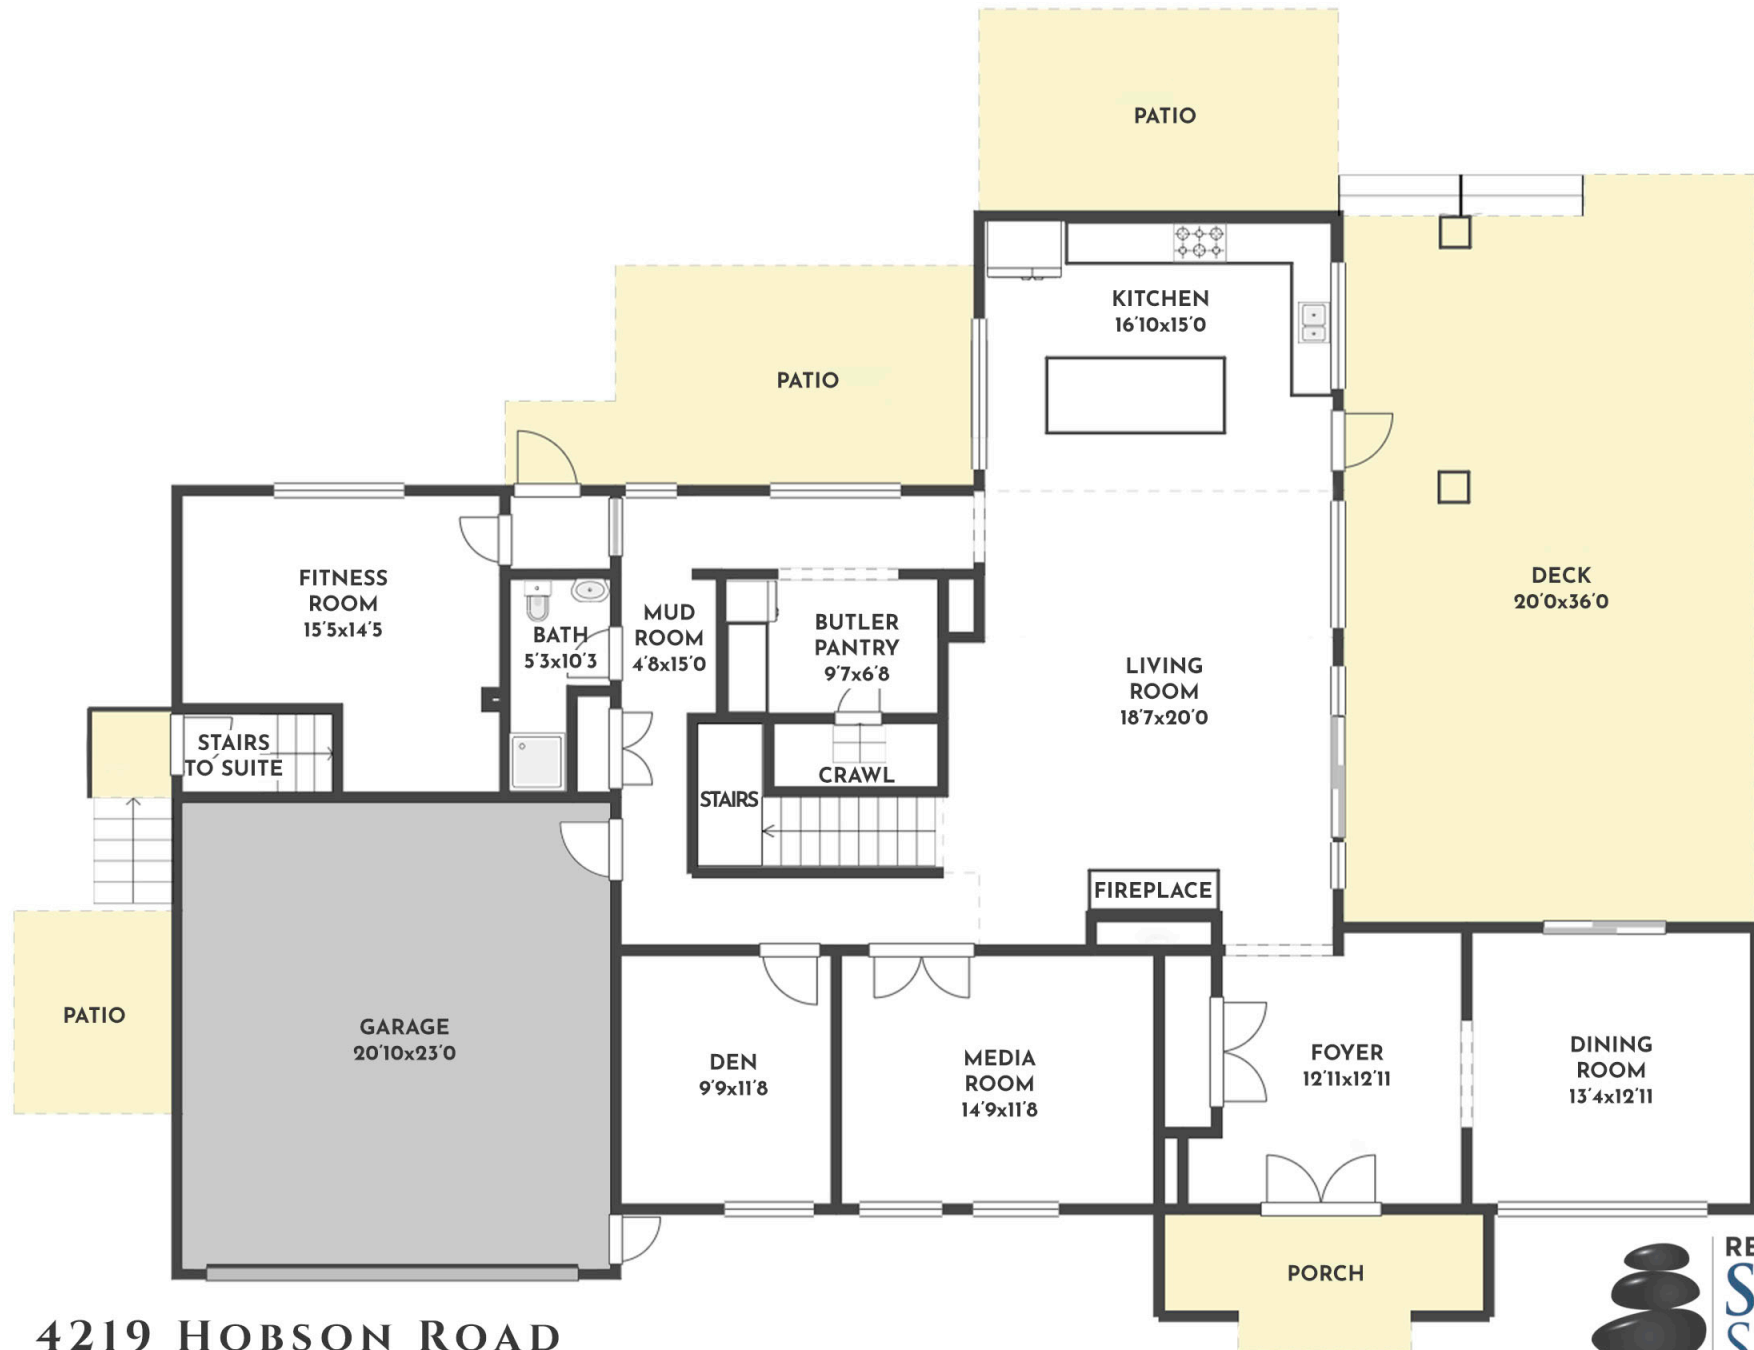 PATIO
KITCHEN
16'10x15'0
PATIO
DECK
20'0x36'0
FITNESS
ROOM
15'5x14'5
BATH
5'3x10'3
MUD
ROOM
4'8x15'0
BUTLER
PANTRY
9'7x6'8
LIVING
ROOM
18'7x20'0
STAIRS
TO SUITE
CRAWL
STAIRS
FIREPLACE
PATIO
GARAGE
20'10x23'0
DEN
9'9x11'8
MEDIA
ROOM
14'9x11'8
FOYER
12'11x12'11
DINING
ROOM
13'4x12'11
PORCH
4219 HOBSON ROAD
RE
S
S